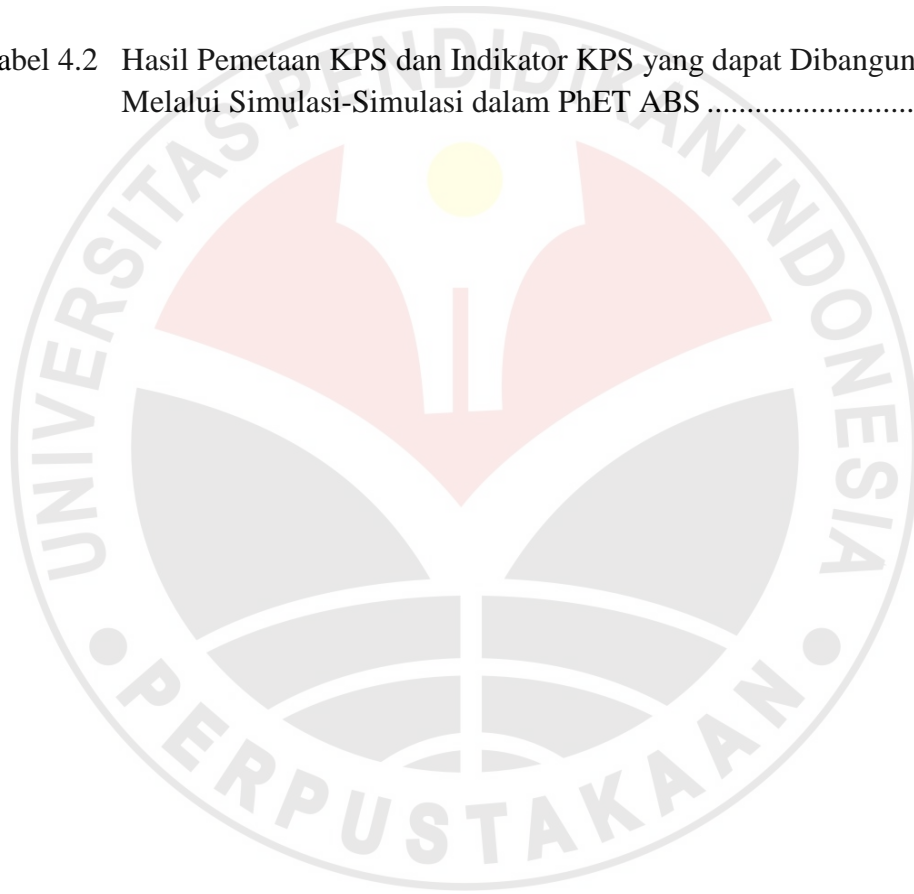 abel 4.2 Hasil Pemetaan KPS dan Indikator KPS yang dapat Dibangun
Melalui Simulasi-Simulasi dalam PhET ABS ..........................
UNIVERSITAS PENDIDIKAN INDONESIA
• PERPUSTAKAAN •